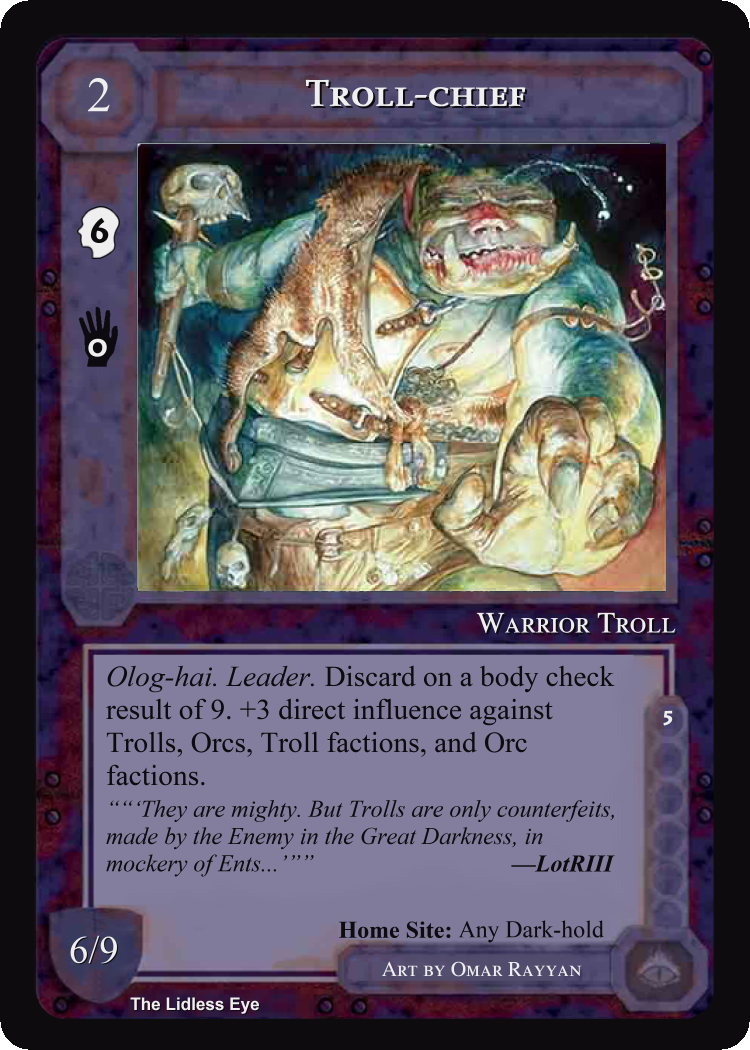 2
Troll-chief
6
0
Warrior Troll
Olog-hai. Leader. Discard on a body check
result of 9. +3 direct influence against
Trolls, Orcs, Troll factions, and Orc
factions.
5
““‘They are mighty. But Trolls are only counterfeits,
made by the Enemy in the Great Darkness, in
mockery of Ents...’””
—LotRIII
Home Site: Any Dark-hold
6/9
Art by Omar Rayyan
The Lidless Eye